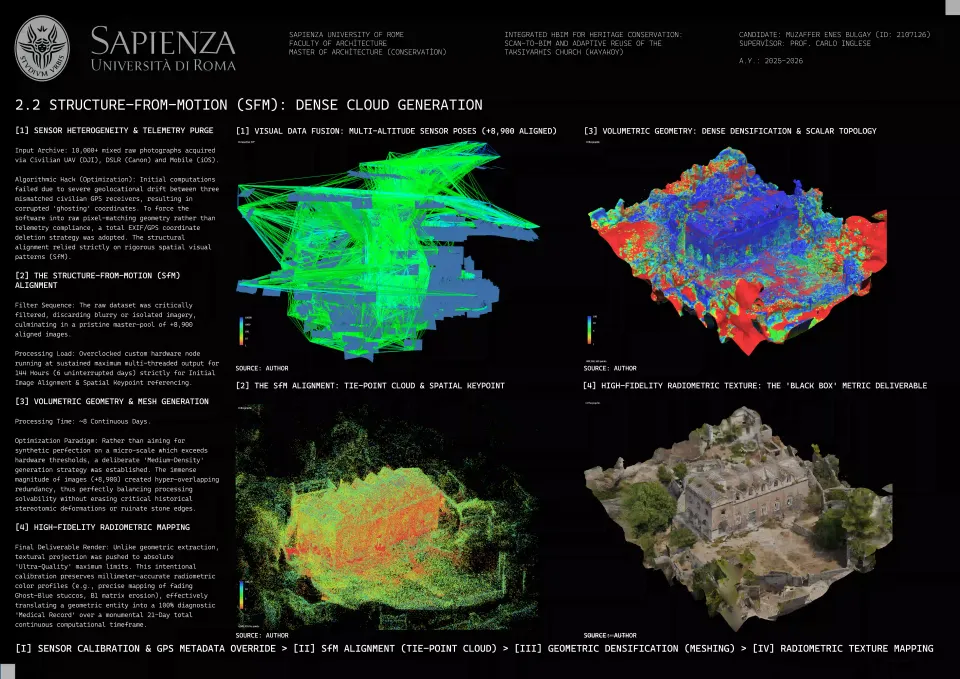 SAPIENZA
UNIVERSITÀ DI ROMA
STVDIVM VRBIS
SAPIENZA UNIVERSITY OF ROME
FACULTY OF ARCHITECTURE
MASTER OF ARCHITECTURE (CONSERVATION)
INTEGRATED HBIM FOR HERITAGE CONSERVATION:
SCAN-TO-BIM AND ADAPTIVE REUSE OF THE
TAKSIYARHIS CHURCH (KAYAKOY)
CANDIDATE: MUZAFFER ENES BULGAY (ID: 2107126)
SUPERVISOR: PROF. CARLO INGLESE
A.Y.: 2025-2026
2.2 STRUCTURE-FROM-MOTION (SFM): DENSE CLOUD GENERATION
[1] SENSOR HETEROGENEITY & TELEMETRY PURGE
Input Archive: 10,000+ mixed raw photographs acquired
via Civilian UAV (DJI), DSLR (Canon) and Mobile (iOS).
Algorithmic Hack (Optimization): Initial computations
failed due to severe geolocational drift between three
mismatched civilian GPS receivers, resulting in
corrupted 'ghosting' coordinates. To force the
software into raw pixel-matching geometry rather than
telemetry compliance, a total EXIF/GPS coordinate
deletion strategy was adopted. The structural
alignment relied strictly on rigorous spatial visual
patterns (SfM).
[2] THE STRUCTURE-FROM-MOTION (SfM)
ALIGNMENT
Filter Sequence: The raw dataset was critically
filtered, discarding blurry or isolated imagery,
culminating in a pristine master-pool of +8,900
aligned images.
Processing Load: Overclocked custom hardware node
running at sustained maximum multi-threaded output for
144 Hours (6 uninterrupted days) strictly for Initial
Image Alignment & Spatial Keypoint referencing.
[3] VOLUMETRIC GEOMETRY & MESH GENERATION
Processing Time: ~8 Continuous Days.
Optimization Paradigm: Rather than aiming for
synthetic perfection on a micro-scale which exceeds
hardware thresholds, a deliberate 'Medium-Density'
generation strategy was established. The immense
magnitude of images (+8,900) created hyper-overlapping
redundancy, thus perfectly balancing processing
solvability without erasing critical historical
stereotomic deformations or ruinate stone edges.
[4] HIGH-FIDELITY RADIOMETRIC MAPPING
Final Deliverable Render: Unlike geometric extraction,
textural projection was pushed to absolute
'Ultra-Quality' maximum limits. This intentional
calibration preserves millimeter-accurate radiometric
color profiles (e.g., precise mapping of fading
Ghost-Blue stuccos, B1 matrix erosion), effectively
translating a geometric entity into a 100% diagnostic
'Medical Record' over a monumental 21-Day total
continuous computational timeframe.
[1] VISUAL DATA FUSION: MULTI-ALTITUDE SENSOR POSES (+8,900 ALIGNED)
SOURCE: AUTHOR
[2] THE SfM ALIGNMENT: TIE-POINT CLOUD & SPATIAL KEYPOINT
SOURCE: AUTHOR
[3] VOLUMETRIC GEOMETRY: DENSE DENSIFICATION & SCALAR TOPOLOGY
SOURCE: AUTHOR
[4] HIGH-FIDELITY RADIOMETRIC TEXTURE: THE 'BLACK BOX' METRIC DELIVERABLE
SOURCE: AUTHOR
[I] SENSOR CALIBRATION & GPS METADATA OVERRIDE > [II] SfM ALIGNMENT (TIE-POINT CLOUD) > [III] GEOMETRIC DENSIFICATION (MESHING) > [IV] RADIOMETRIC TEXTURE MAPPING